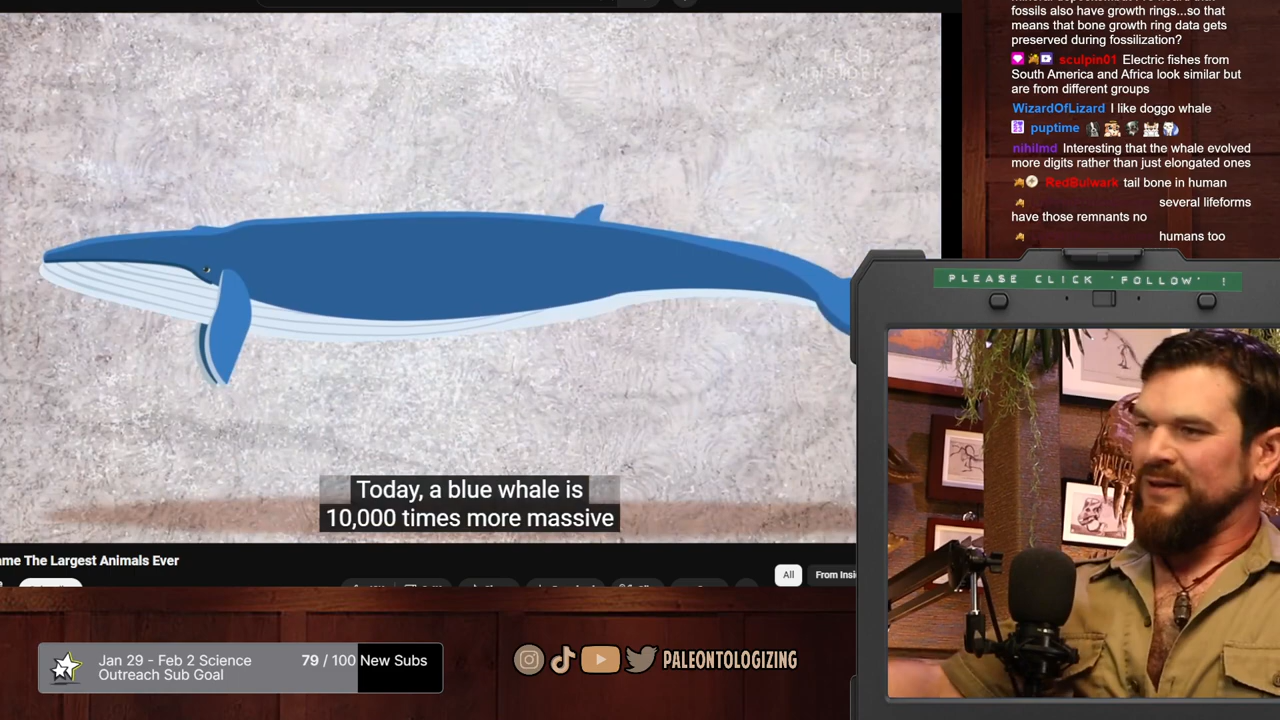 fossils also have growth rings...so that
means that bone growth ring data gets
preserved during fossilization?
sculpin01 Electric fishes from
South America and Africa look similar but
are from different groups
WizardOfLizard I like doggo whale
puptime
nihilmd Interesting that the whale evolved
more digits rather than just elongated ones
RedBulwark tail bone in human
several lifeforms
have those remnants no
humans too
PLEASE CLICK 'FOLLOW' !
Today, a blue whale is
10,000 times more massive
The Largest Animals Ever
All From
Jan 29 - Feb 2 Science
Outreach Sub Goal
79 / 100 New Subs
PALEONTOLOGIZING